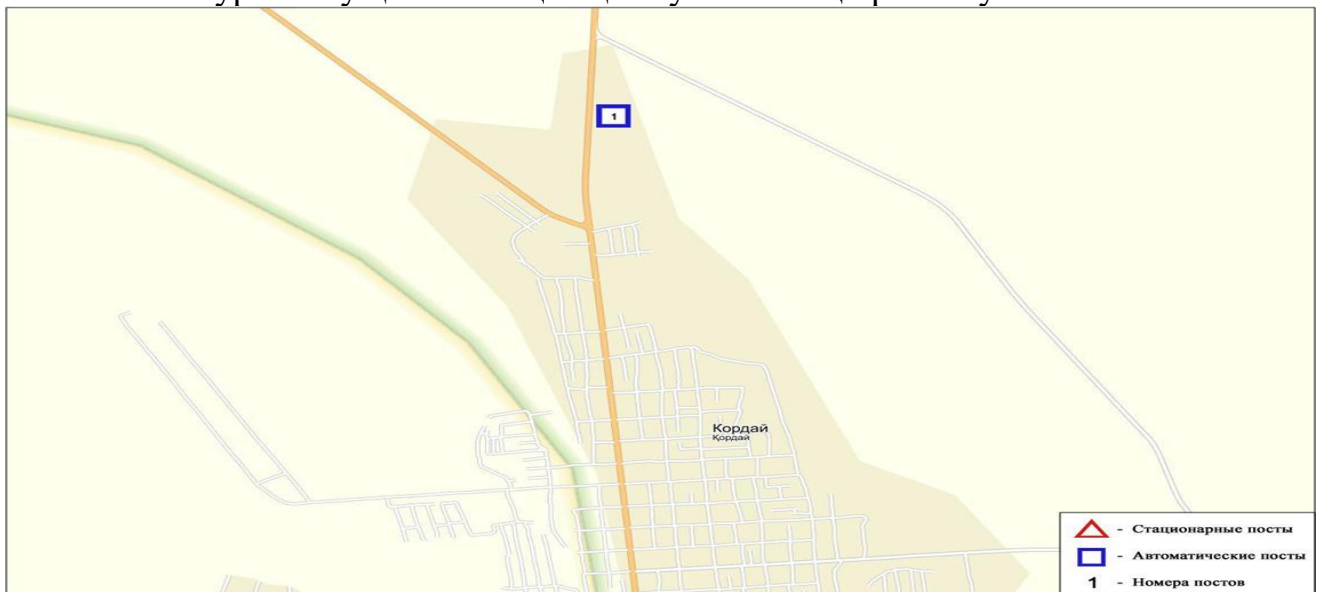 1
Кордай
Қордай
- Стационарные посты
- Автоматические посты
1 - Номера постов